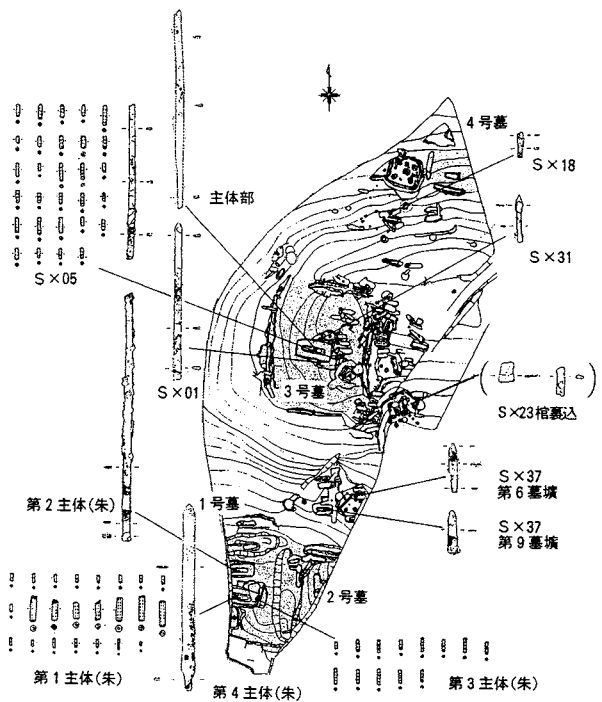 4号墓
S×18
主体部
S×31
S×05
S×01
3号墓
S×23棺裏込
S×37
第6墓壙
第2主体(朱)
1号墓
S×37
第9墓壙
2号墓
第1主体(朱)
第4主体(朱)
第3主体(朱)